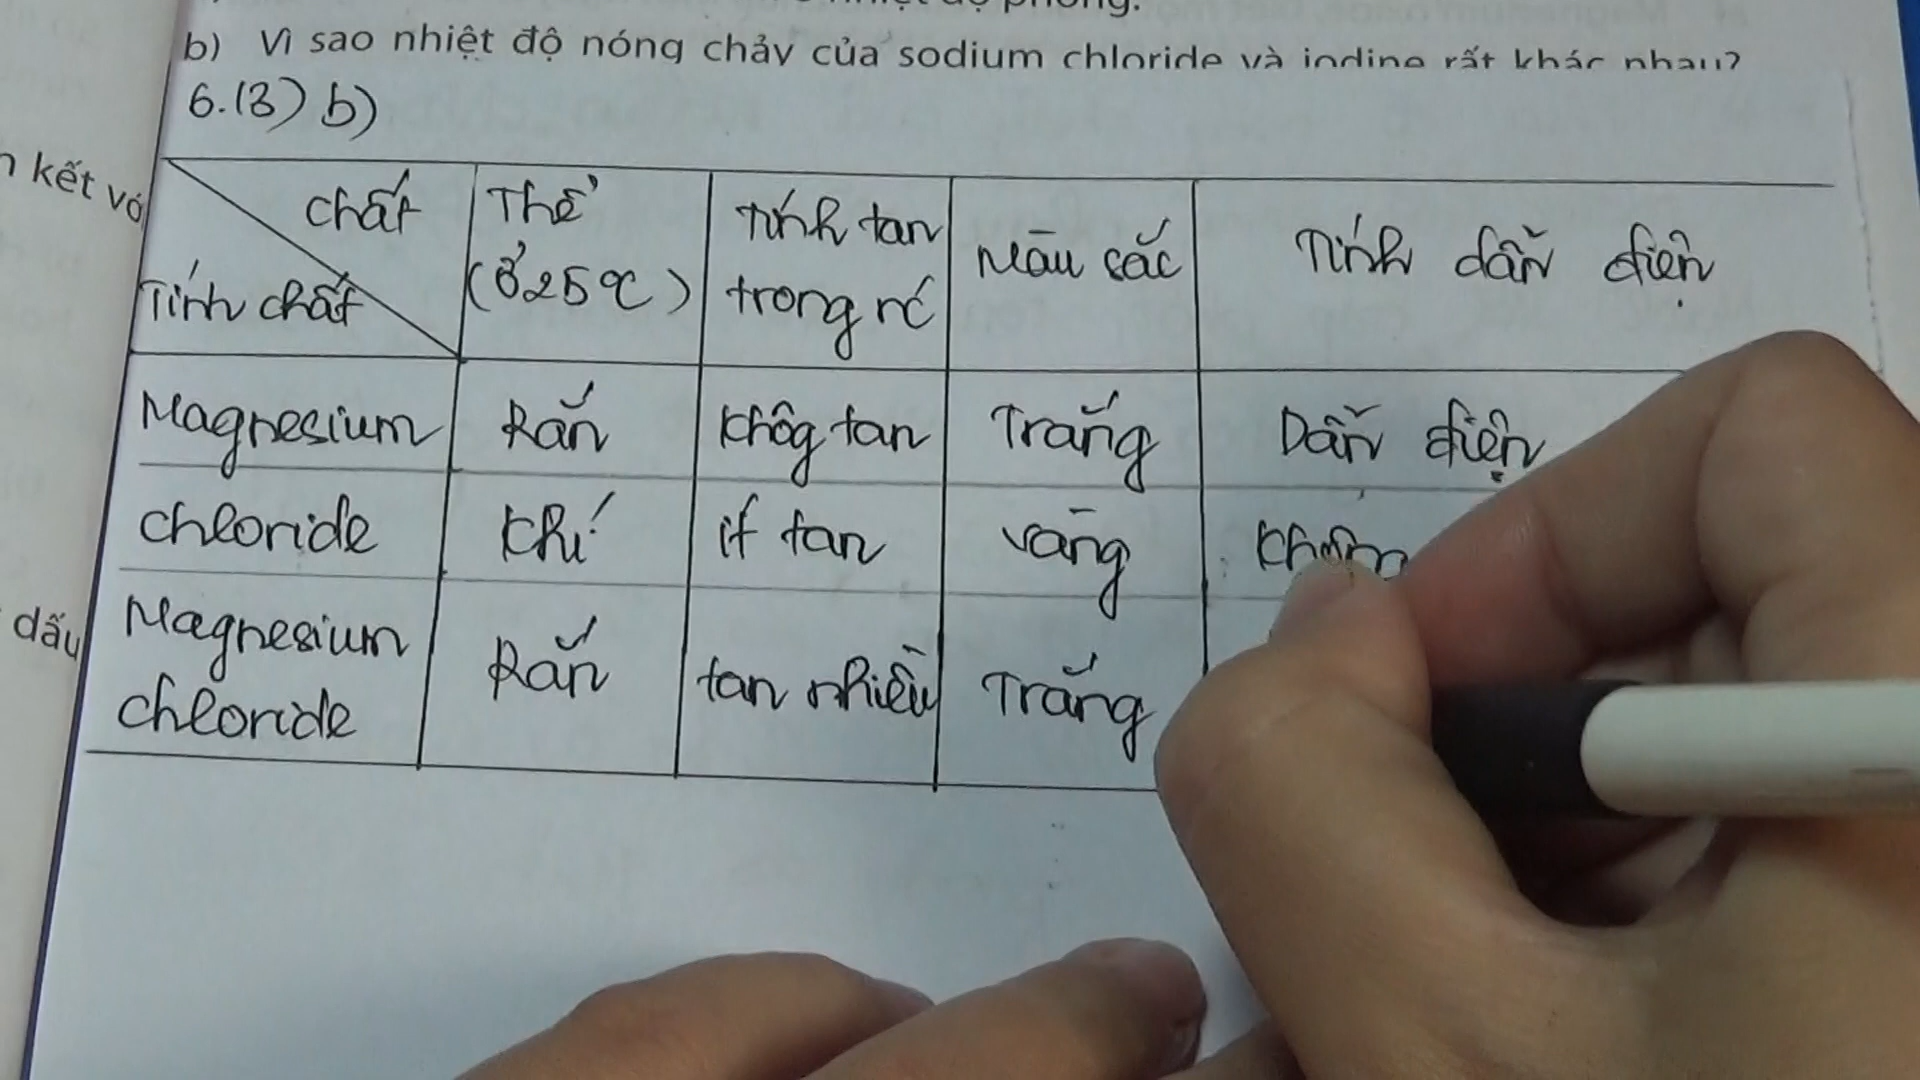 b) Vì sao nhiệt độ nóng chảy của sodium chloride và iodine rất khác nhau?
6.13) b)
n kết vớ
Chất
Tính chất
Thể
(ở 25°C)
Tính tan
trong nc
Màu sắc
Tính dẫn điện
Magnesium
Rắn
Khôg tan
Trắng
Dẫn điện
chloride
Khí
ít tan
vàng
Khôn
dấu
Magnesium
chloride
Rắn
tan nhiều
Trắng